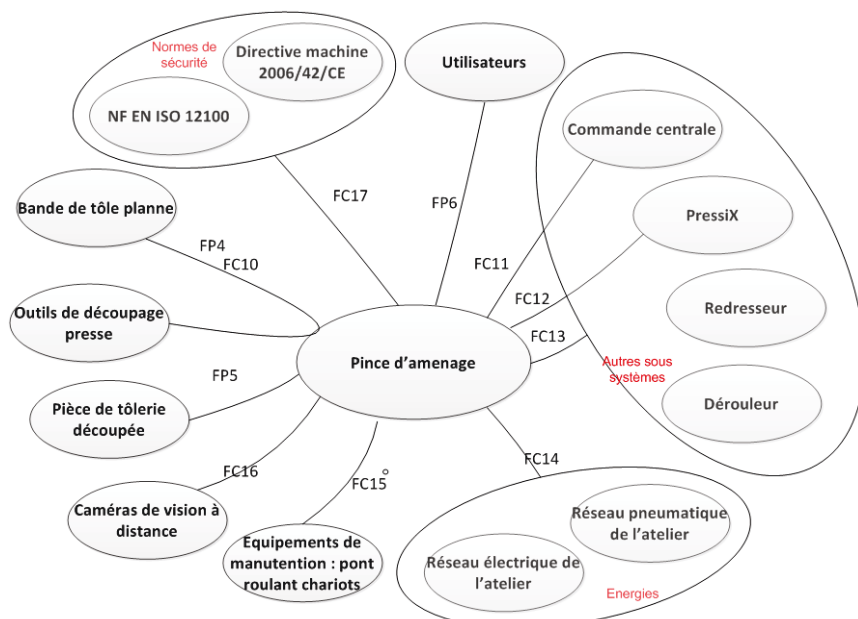 Normes de
sécurité
Directive machine
2006/42/CE
NF EN ISO 12100
Utilisateurs
Commande centrale
PressiX
Redresseur
Autres sous
systèmes
Dérouleur
Bande de tôle planne
FC17
FP6
FP4
FC10
FC11
FC12
FC13
Outils de découpage
presse
Pince d'amenage
FP5
Pièce de tôlerie
découpée
FC16
FC15
FC14
Caméras de vision à
distance
Equipements de
manutention : pont
roulant chariots
Réseau pneumatique
de l'atelier
Réseau électrique de
l'atelier
Energies